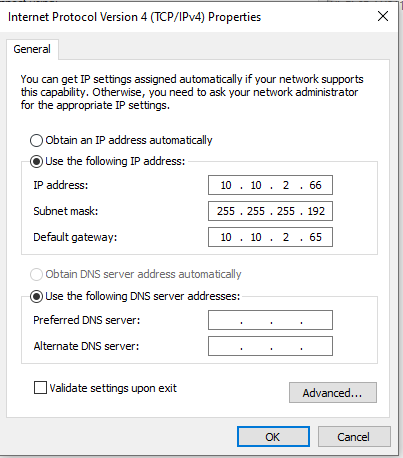 Internet Protocol Version 4 (TCP/IPv4) Properties
General
You can get IP settings assigned automatically if your network supports
this capability. Otherwise, you need to ask your network administrator
for the appropriate IP settings.
Obtain an IP address automatically
Use the following IP address:
IP address: 10 . 10 . 2 . 66
Subnet mask: 255 . 255 . 255 . 192
Default gateway: 10 . 10 . 2 . 65
Obtain DNS server address automatically
Use the following DNS server addresses:
Preferred DNS server: . . .
Alternate DNS server: . . .
Validate settings upon exit
Advanced...
OK Cancel